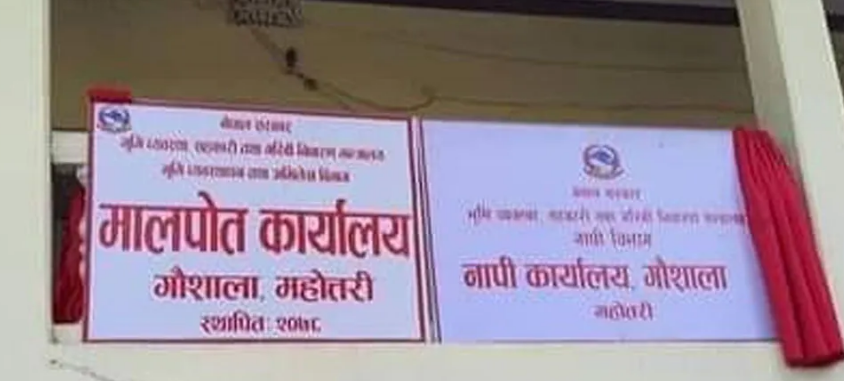 नेपाल सरकार
भूमि व्यवस्था, सहकारी तथा गरिबी निवारण मन्त्रालय
भूमि व्यवस्थापन तथा अभिलेख विभाग
मालपोत कार्यालय
गौशाला, महोत्तरी
स्थापितः २०७८
नेपाल सरकार
भूमि व्यवस्था, सहकारी तथा गरिबी निवारण मन्त्रालय
नापी विभाग
नापी कार्यालय, गौशाला
महोत्तरी